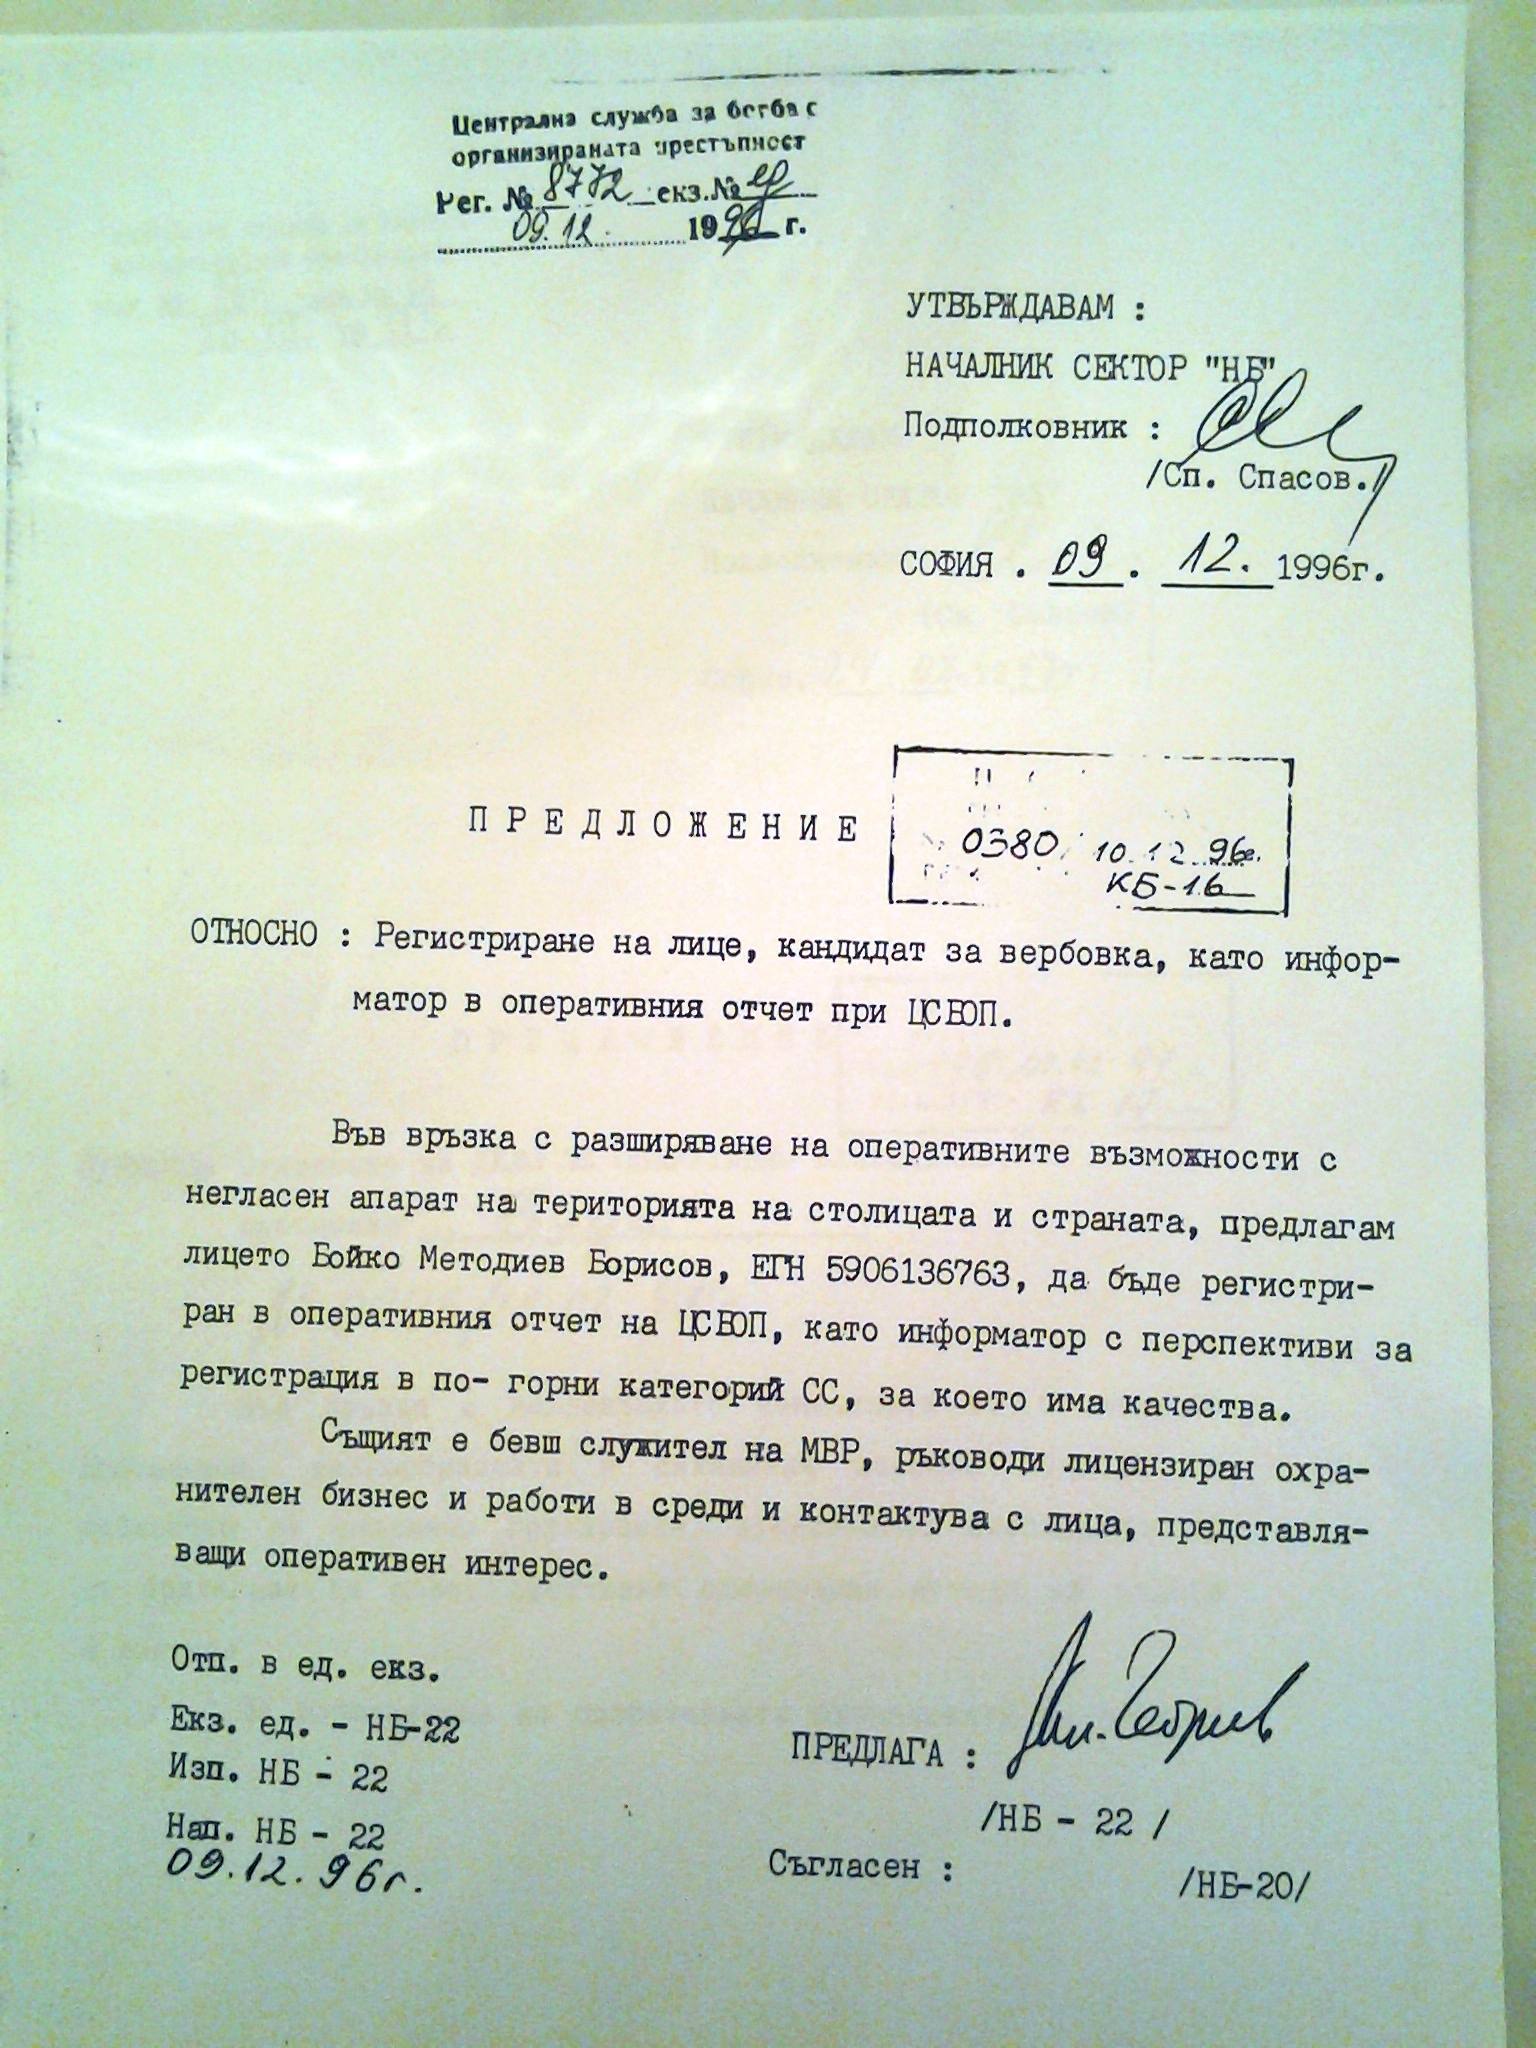 Централна служба за борба с
организираната престъпност
Рег. № 8772 екз.№ ед
09.12. 1996 г.
УТВЪРЖДАВАМ :
НАЧАЛНИК СЕКТОР "НБ"
Подполковник :
/Сп. Спасов./
СОФИЯ . 09 . 12. 1996г.
ПРЕДЛОЖЕНИЕ
0380 10.12.96г.
КБ-16
ОТНОСНО : Регистриране на лице, кандидат за вербовка, като инфор-
матор в оперативния отчет при ЦСБОП.
Във връзка с разширяване на оперативните възможности с
негласен апарат на територията на столицата и страната, предлагам
лицето Бойко Методиев Борисов, ЕГН 5906136763, да бъде регистри-
ран в оперативния отчет на ЦСБОП, като информатор с перспективи за
регистрация в по- горни категорий СС, за което има качества.
Същият е бевш служител на МВР, ръководи лицензиран охра-
нителен бизнес и работи в среди и контактува с лица, представля-
ващи оперативен интерес.
Отп. в ед. екз.
Екз. ед. - НБ-22
Изп. НБ - 22
Нап. НБ - 22
09.12.96г.
ПРЕДЛАГА :
/НБ - 22 /
Съгласен :
/НБ-20/